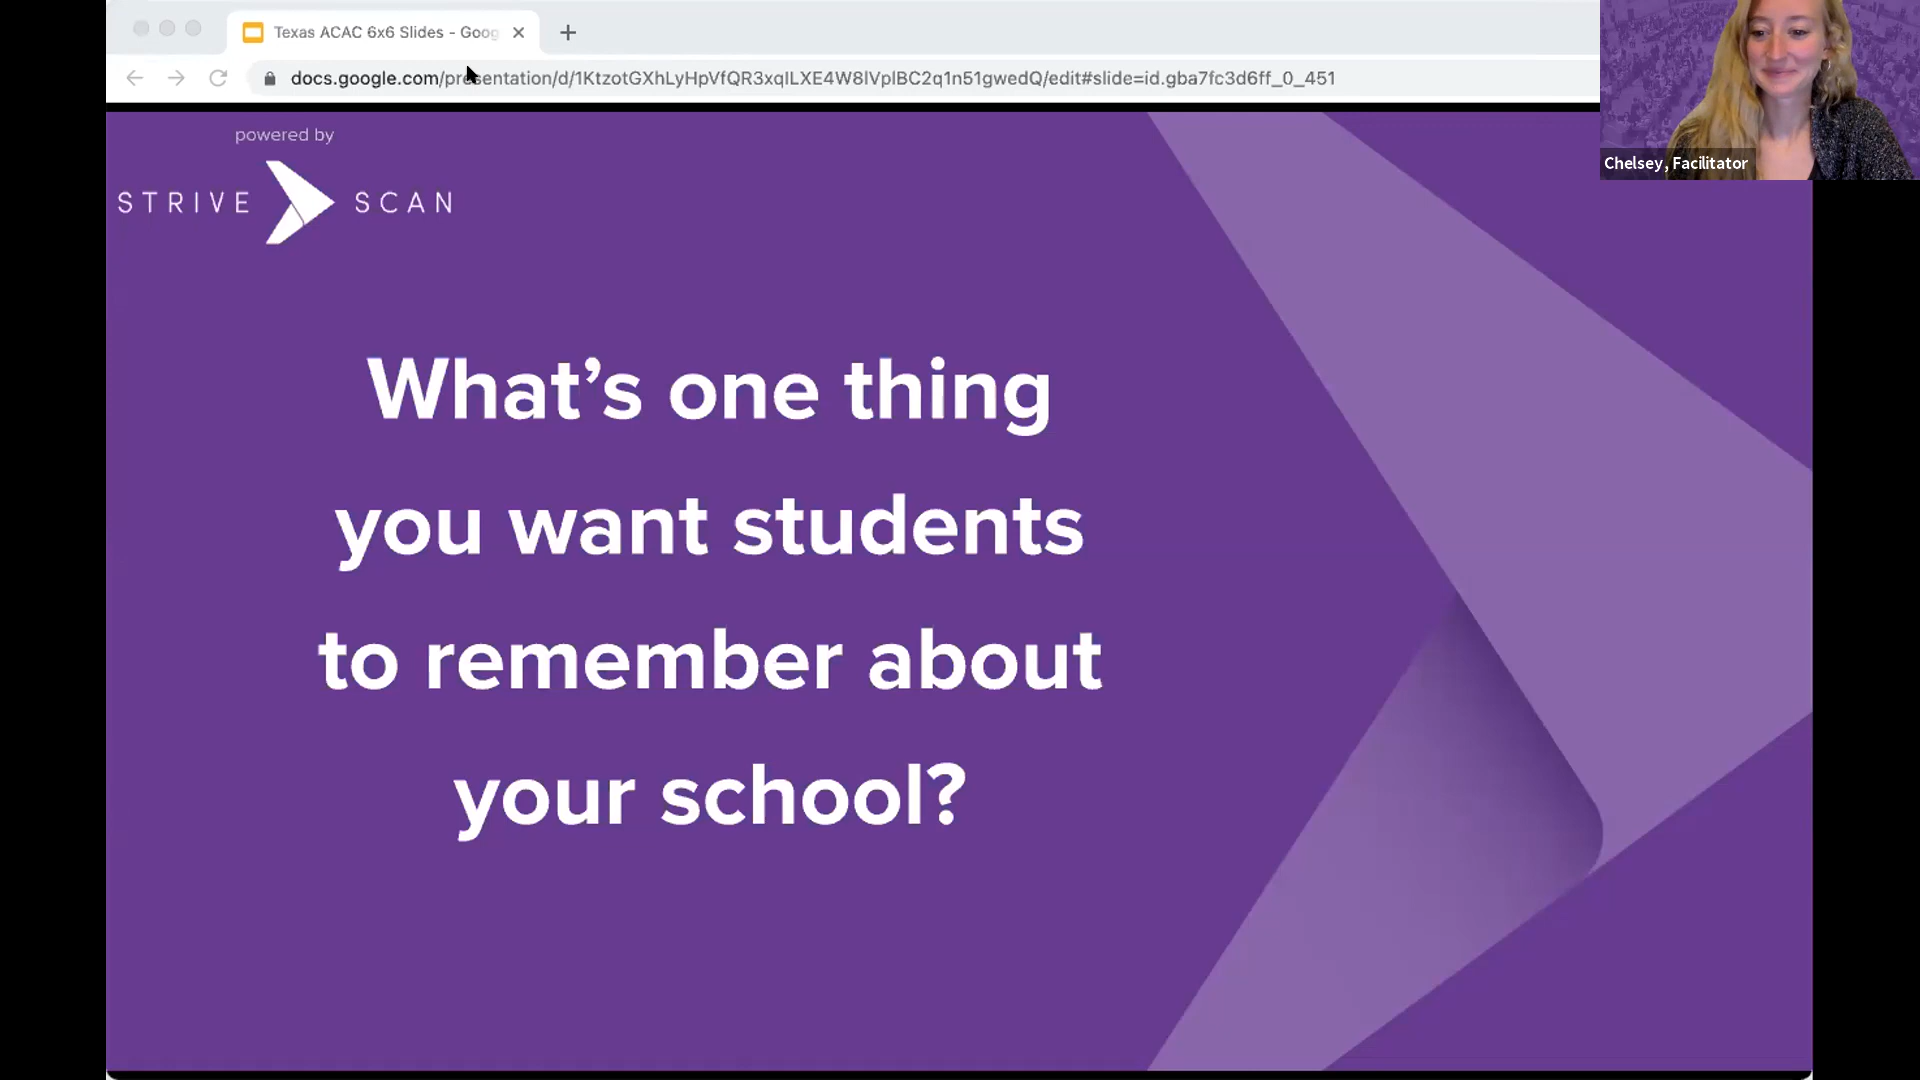 Texas ACAC 6x6 Slides - Goog
docs.google.com/presentation/d/1KtzotGXhLyHpVfQR3xqILXE4W8lVplBC2q1n51gwedQ/edit#slide=id.gba7fc3d6ff_0_451
Chelsey, Facilitator
powered by
STRIVE SCAN
What’s one thing
you want students
to remember about
your school?